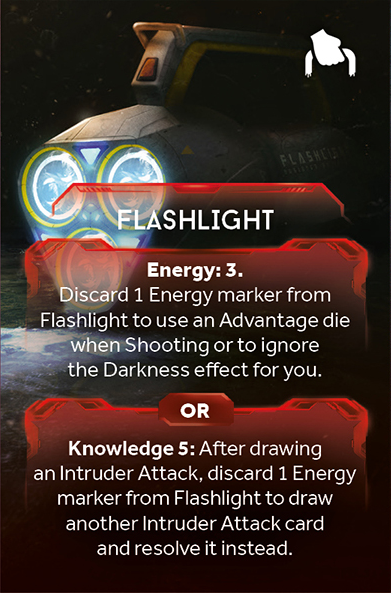 FLASHLIGHT
Energy: 3.
Discard 1 Energy marker from
Flashlight to use an Advantage die
when Shooting or to ignore
the Darkness effect for you.
OR
Knowledge 5: After drawing
an Intruder Attack, discard 1 Energy
marker from Flashlight to draw
another Intruder Attack card
and resolve it instead.